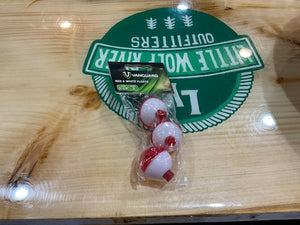 LITTLE WOLF RIVER
OUTFITTERS
VANGUARD
RED & WHITE FLOATS